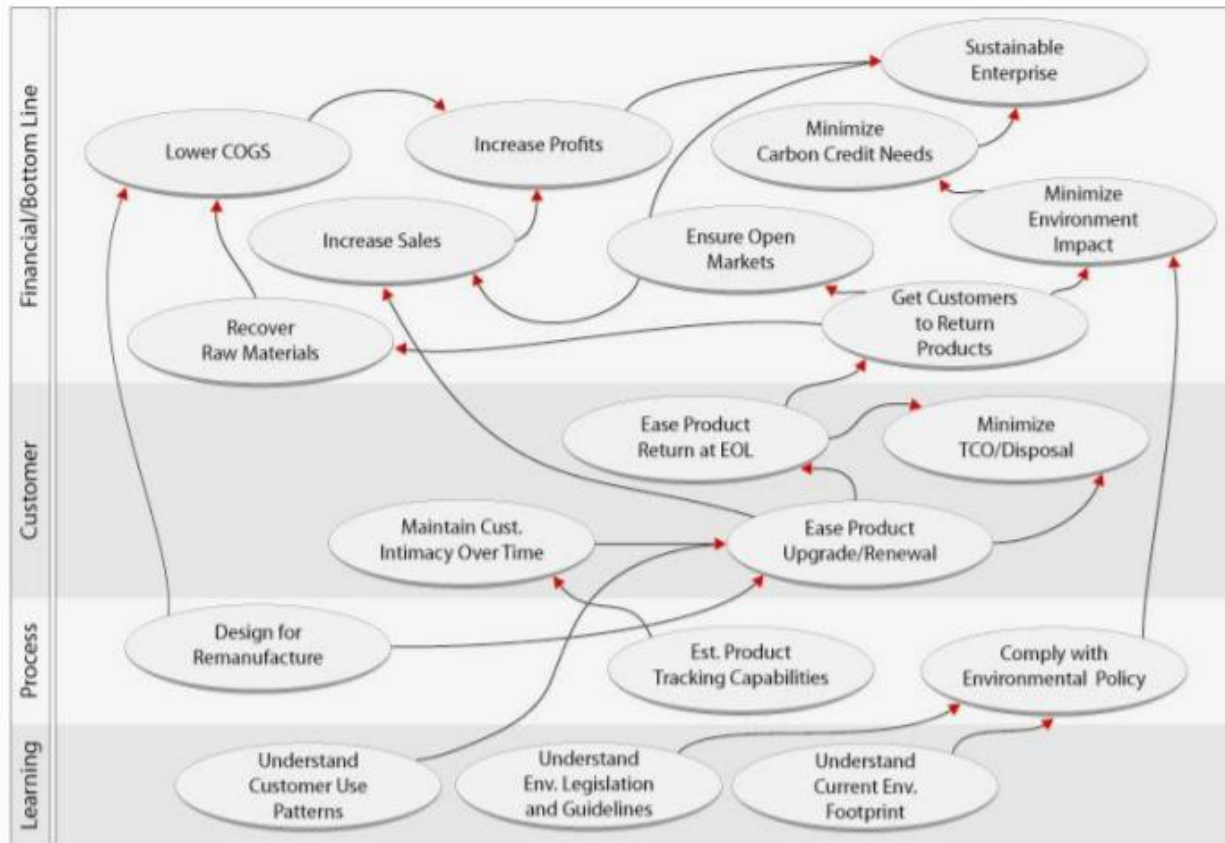 Financial/Bottom Line
Sustainable
Enterprise
Lower COGS
Increase Profits
Minimize
Carbon Credit Needs
Increase Sales
Ensure Open
Markets
Minimize
Environment
Impact
Recover
Raw Materials
Get Customers
to Return
Products
Customer
Ease Product
Return at EOL
Minimize
TCO/Disposal
Maintain Cust.
Intimacy Over Time
Ease Product
Upgrade/Renewal
Process
Design for
Remanufacture
Est. Product
Tracking Capabilities
Comply with
Environmental Policy
Learning
Understand
Customer Use
Patterns
Understand
Env. Legislation
and Guidelines
Understand
Current Env.
Footprint